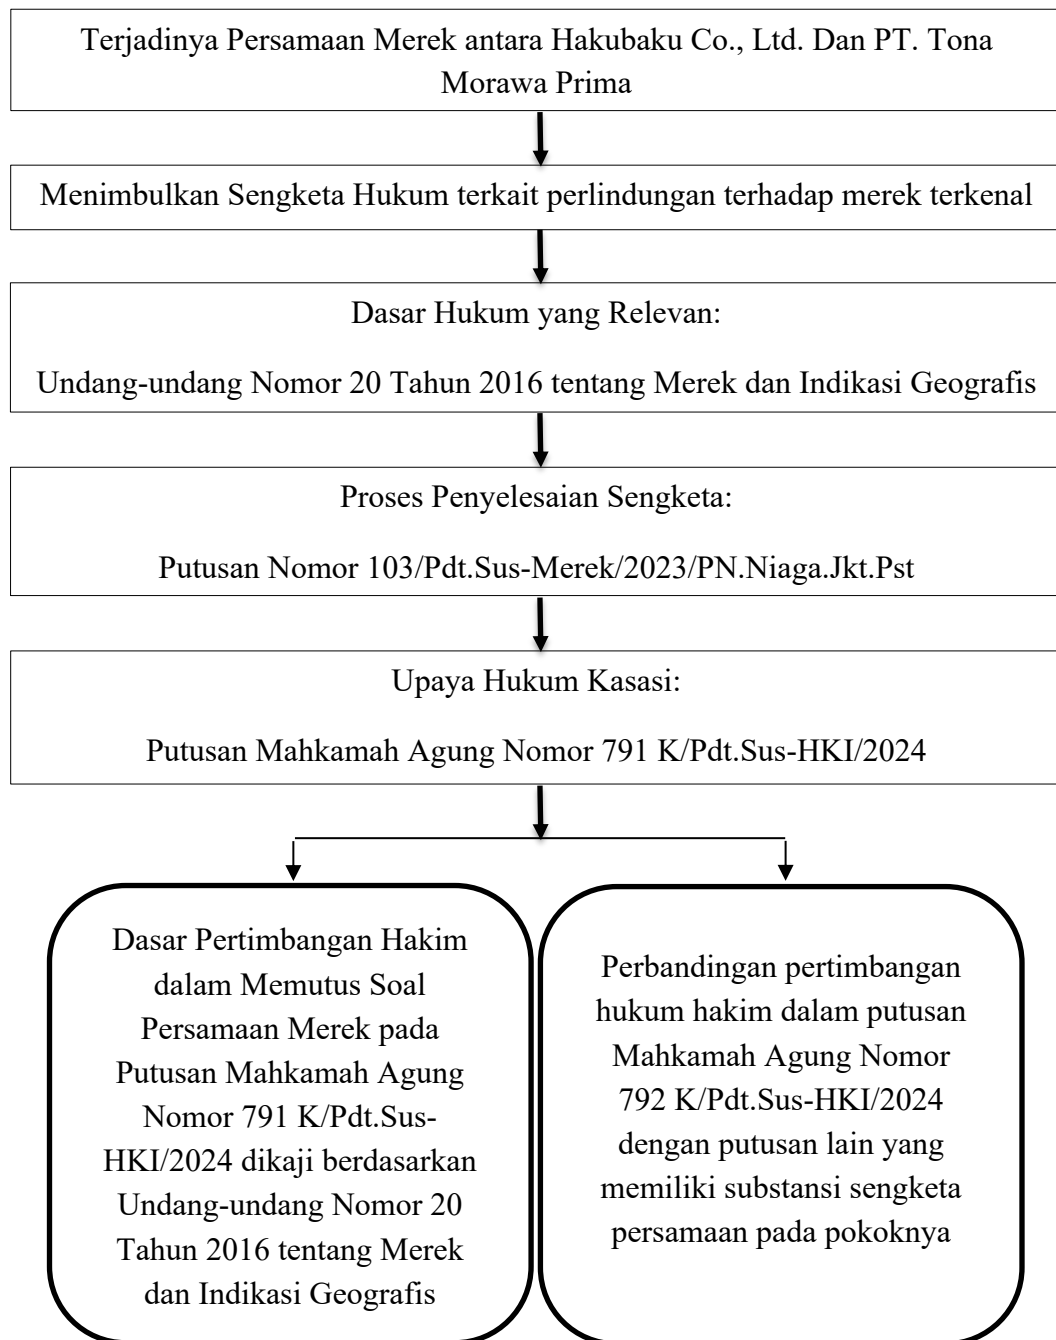 Terjadinya Persamaan Merek antara Hakubaku Co., Ltd. Dan PT. Tona
Morawa Prima
Menimbulkan Sengketa Hukum terkait perlindungan terhadap merek terkenal
Dasar Hukum yang Relevan:
Undang-undang Nomor 20 Tahun 2016 tentang Merek dan Indikasi Geografis
Proses Penyelesaian Sengketa:
Putusan Nomor 103/Pdt.Sus-Merek/2023/PN.Niaga.Jkt.Pst
Upaya Hukum Kasasi:
Putusan Mahkamah Agung Nomor 791 K/Pdt.Sus-HKI/2024
Dasar Pertimbangan Hakim
dalam Memutus Soal
Persamaan Merek pada
Putusan Mahkamah Agung
Nomor 791 K/Pdt.Sus-
HKI/2024 dikaji berdasarkan
Undang-undang Nomor 20
Tahun 2016 tentang Merek
dan Indikasi Geografis
Perbandingan pertimbangan
hukum hakim dalam putusan
Mahkamah Agung Nomor
792 K/Pdt.Sus-HKI/2024
dengan putusan lain yang
memiliki substansi sengketa
persamaan pada pokoknya